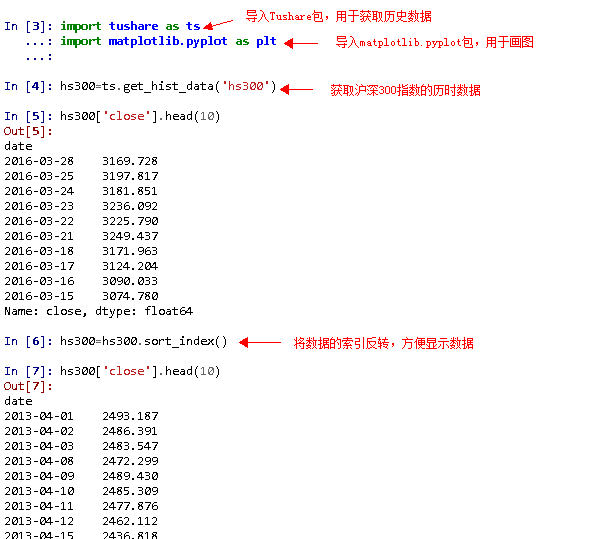 In [3]: import tushare as ts 导入Tushare包，用于获取历史数据
...: import matplotlib.pyplot as plt 导入matplotlib.pyplot包，用于画图
...:
In [4]: hs300=ts.get_hist_data('hs300') 获取沪深300指数的历时数据
In [5]: hs300['close'].head(10)
Out[5]:
date
2016-03-28 3169.728
2016-03-25 3197.817
2016-03-24 3181.851
2016-03-23 3236.092
2016-03-22 3225.790
2016-03-21 3249.437
2016-03-18 3171.963
2016-03-17 3124.204
2016-03-16 3090.033
2016-03-15 3074.780
Name: close, dtype: float64
In [6]: hs300=hs300.sort_index() 将数据的索引反转，方便显示数据
In [7]: hs300['close'].head(10)
Out[7]:
date
2013-04-01 2493.187
2013-04-02 2486.391
2013-04-03 2483.547
2013-04-08 2472.299
2013-04-09 2489.430
2013-04-10 2485.309
2013-04-11 2477.876
2013-04-12 2462.112
2013-04-15 2436.818